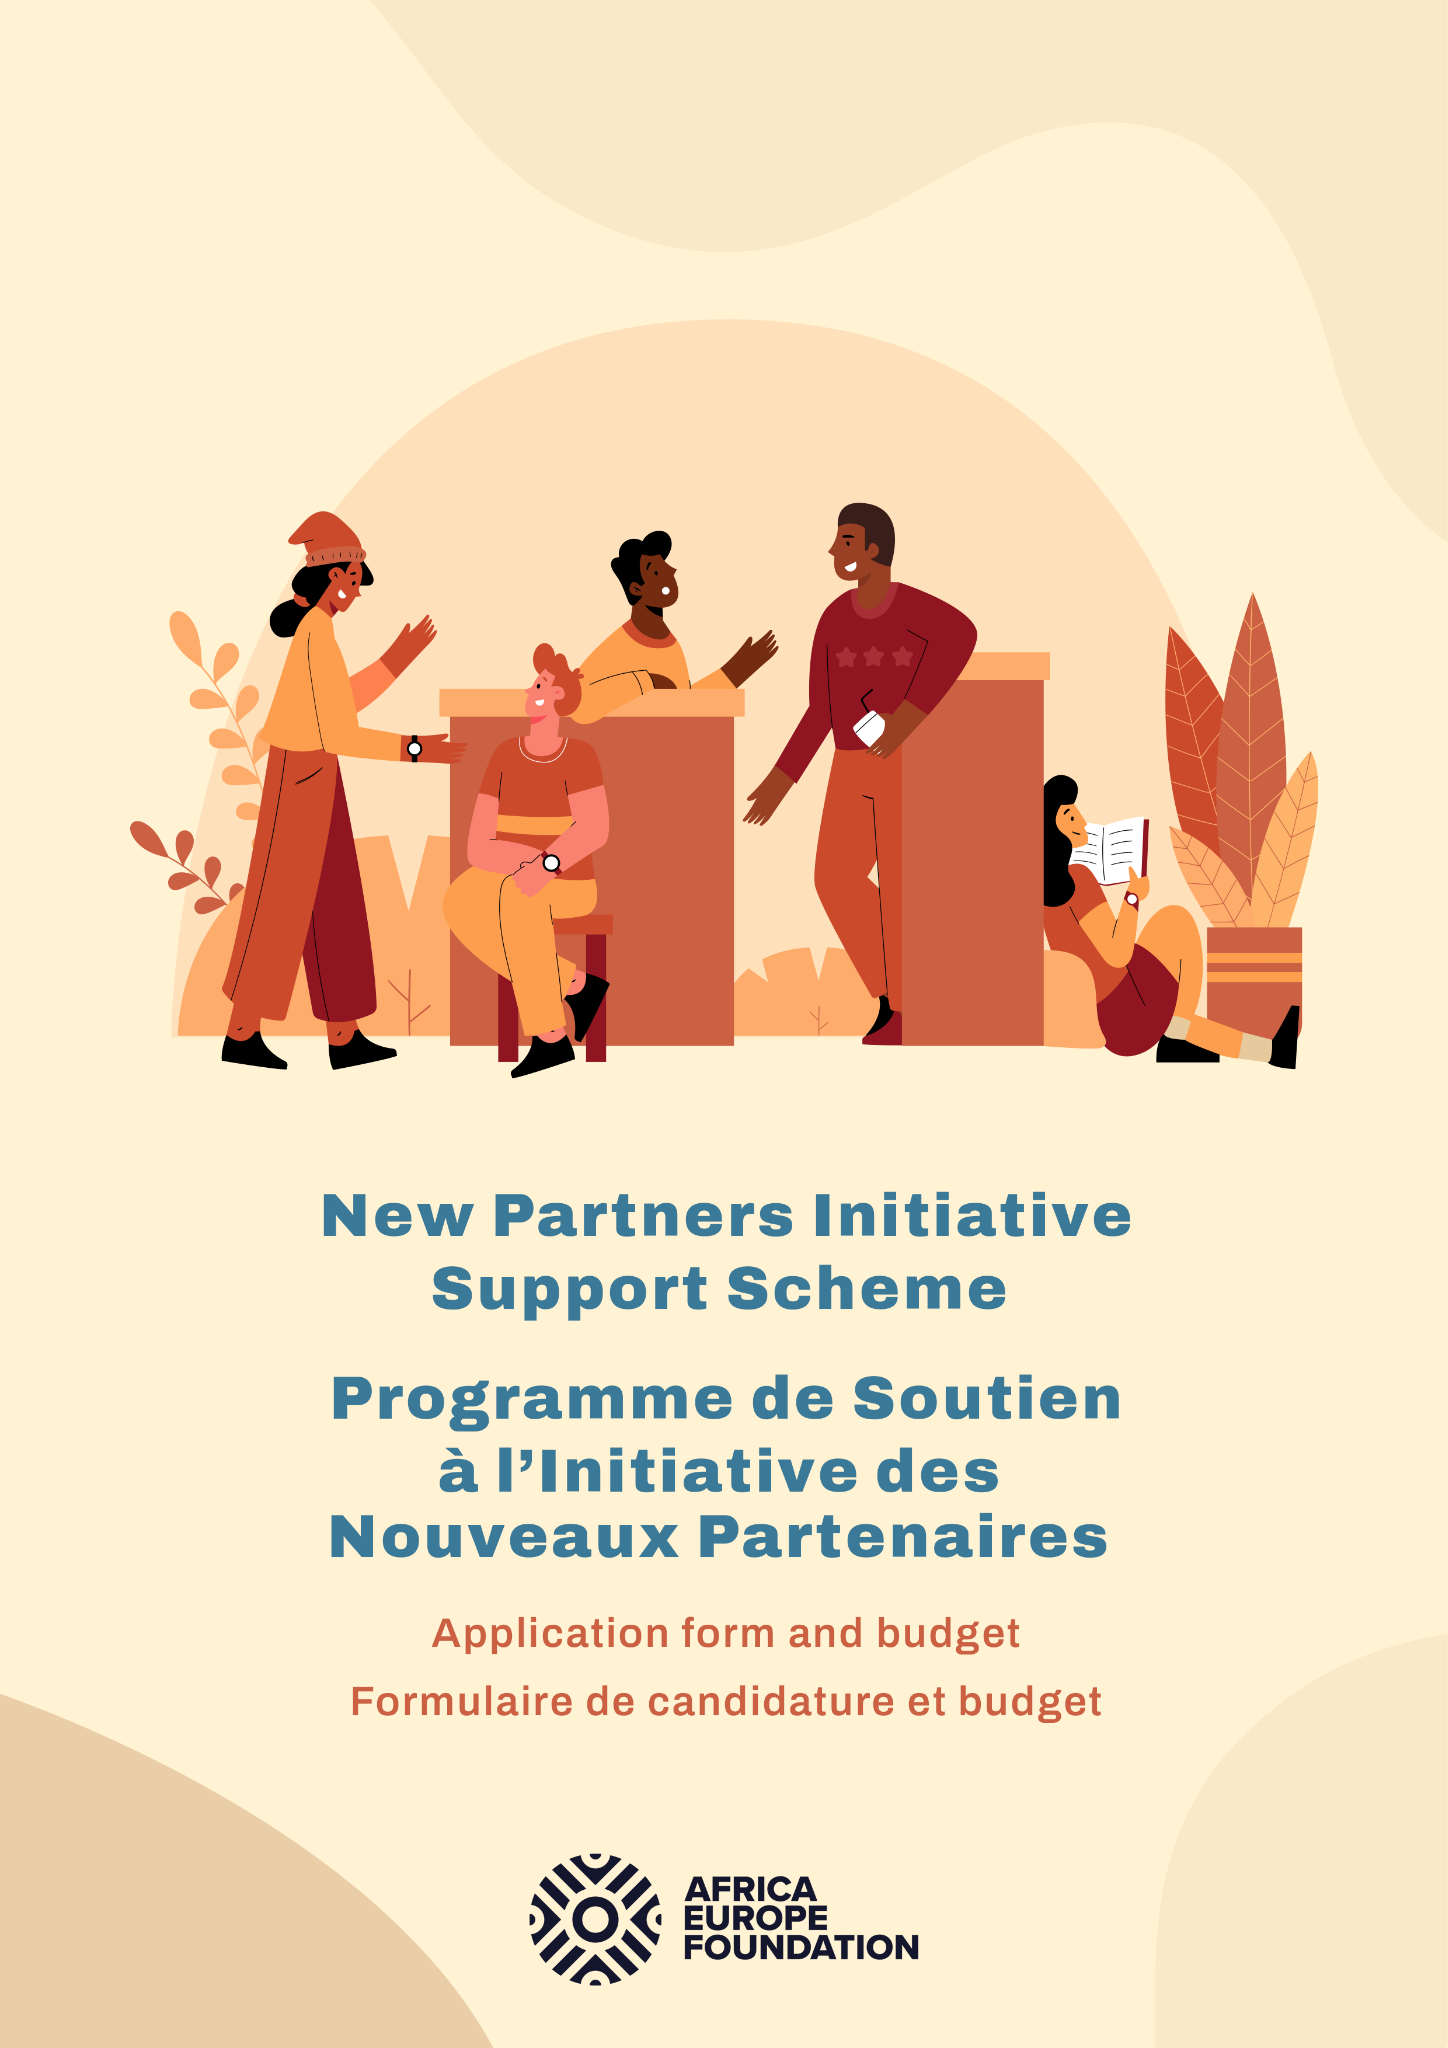 New Partners Initiative
Support Scheme
Programme de Soutien
à l’Initiative des
Nouveaux Partenaires
Application form and budget
Formulaire de candidature et budget
AFRICA
EUROPE
FOUNDATION